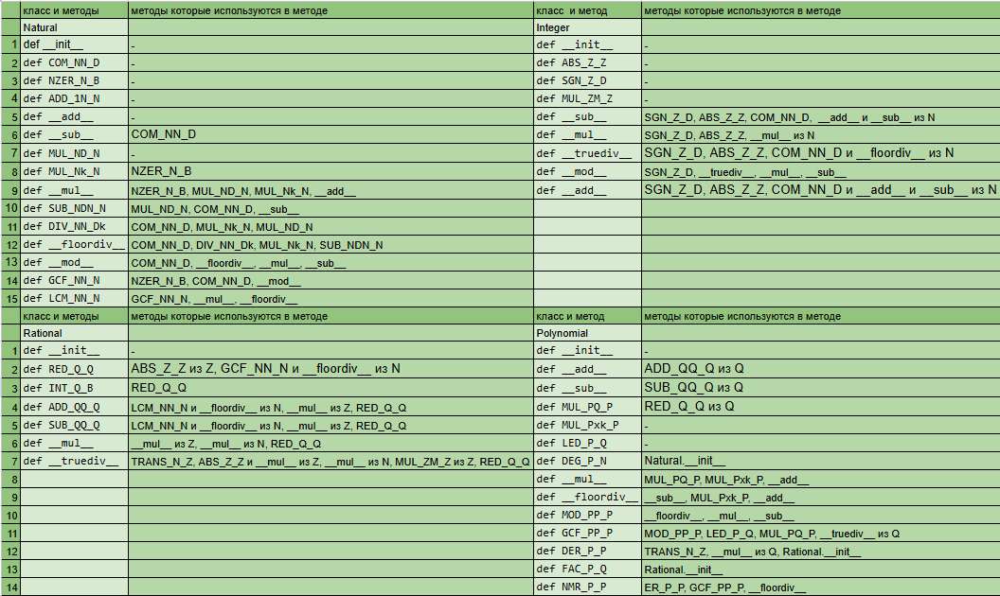 класс и методы методы которые используются в методе класс и метод методы которые используются в методе
Natural Integer
1 def __init__ - def __init__ -
2 def COM_NN_D - def ABS_Z_Z -
3 def NZER_N_B - def SGN_Z_D -
4 def ADD_1N_N - def MUL_ZM_Z -
5 def __add__ - def __sub__ SGN_Z_D, ABS_Z_Z, COM_NN_D, __add__ и __sub__ из N
6 def __sub__ COM_NN_D def __mul__ SGN_Z_D, ABS_Z_Z, __mul__ из N
7 def MUL_ND_N - def __truediv__ SGN_Z_D, ABS_Z_Z, COM_NN_D и __floordiv__ из N
8 def MUL_Nk_N NZER_N_B def __mod__ SGN_Z_D, __truediv__, __mul__, __sub__
9 def __mul__ NZER_N_B, MUL_ND_N, MUL_Nk_N, __add__ def __add__ SGN_Z_D, ABS_Z_Z, COM_NN_D и __add__ и __sub__ из N
10 def SUB_NDN_N MUL_ND_N, COM_NN_D, __sub__
11 def DIV_NN_Dk COM_NN_D, MUL_Nk_N, MUL_ND_N
12 def __floordiv__ COM_NN_D, DIV_NN_Dk, MUL_Nk_N, SUB_NDN_N
13 def __mod__ COM_NN_D, __floordiv__, __mul__, __sub__
14 def GCF_NN_N NZER_N_B, COM_NN_D, __mod__
15 def LCM_NN_N GCF_NN_N, __mul__, __floordiv__
класс и методы методы которые используются в методе класс и метод методы которые используются в методе
Rational Polynomial
1 def __init__ - def __init__ -
2 def RED_Q_Q ABS_Z_Z из Z, GCF_NN_N и __floordiv__ из N def __add__ ADD_QQ_Q из Q
3 def INT_Q_B RED_Q_Q def __sub__ SUB_QQ_Q из Q
4 def ADD_QQ_Q LCM_NN_N и __floordiv__ из N, __mul__ из Z, RED_Q_Q def MUL_PQ_P RED_Q_Q из Q
5 def SUB_QQ_Q LCM_NN_N и __floordiv__ из N, __mul__ из Z, RED_Q_Q def MUL_Pxk_P -
6 def __mul__ __mul__ из Z, __mul__ из N, RED_Q_Q def LED_P_Q -
7 def __truediv__ TRANS_N_Z, ABS_Z_Z и __mul__ из Z, __mul__ из N, MUL_ZM_Z из Z, RED_Q_Q def DEG_P_N Natural.__init__
8 def __mul__ MUL_PQ_P, MUL_Pxk_P, __add__
9 def __floordiv__ __sub__, MUL_Pxk_P, __add__
10 def MOD_PP_P __floordiv__, __mul__, __sub__
11 def GCF_PP_P MOD_PP_P, LED_P_Q, MUL_PQ_P, __truediv__ из Q
12 def DER_P_P TRANS_N_Z, __mul__ из Q, Rational.__init__
13 def FAC_P_Q Rational.__init__
14 def NMR_P_P ER_P_P, GCF_PP_P, __floordiv__